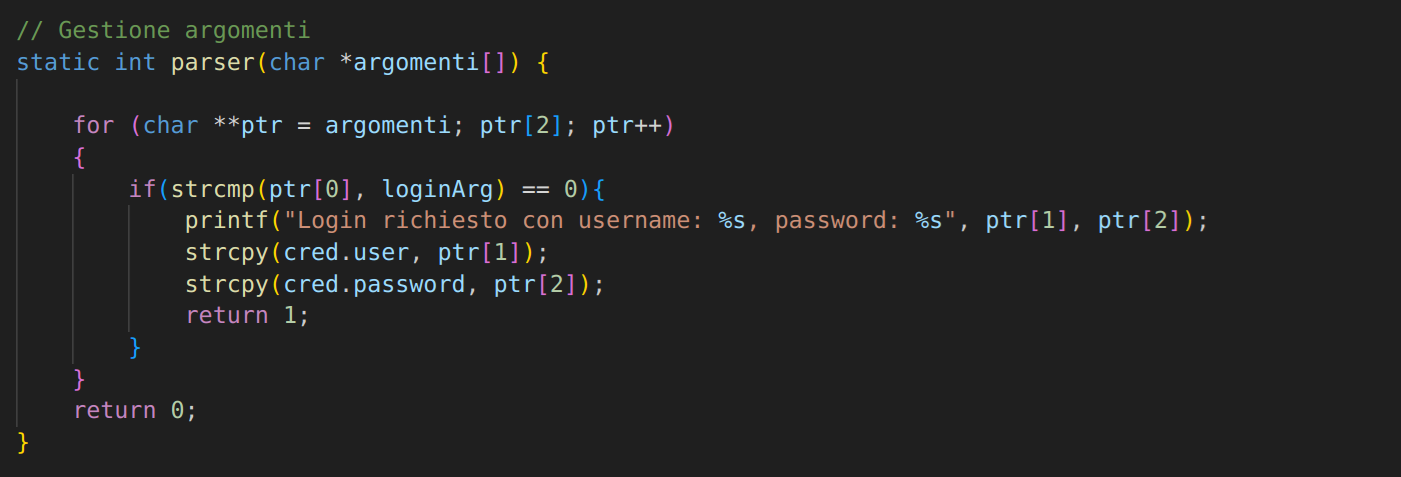 // Gestione argomenti
static int parser(char *argomenti[]) {
for (char **ptr = argomenti; ptr[2]; ptr++)
{
if(strcmp(ptr[0], loginArg) == 0){
printf("Login richiesto con username: %s, password: %s", ptr[1], ptr[2]);
strcpy(cred.user, ptr[1]);
strcpy(cred.password, ptr[2]);
return 1;
}
}
return 0;
}